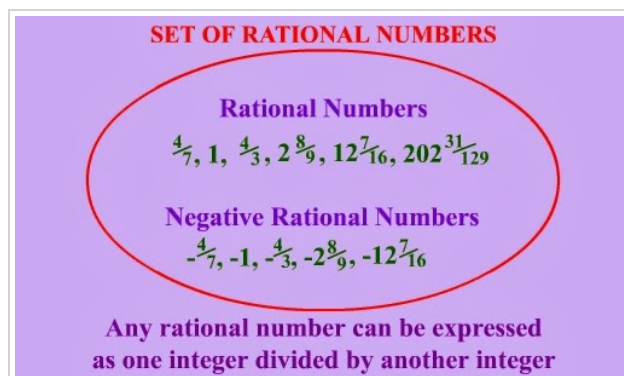 SET OF RATIONAL NUMBERS
Rational Numbers
4/7, 1, 4/3, 2 8/9, 12 7/16, 202 31/129
Negative Rational Numbers
-4/7, -1, -4/3, -2 8/9, -12 7/16
Any rational number can be expressed
as one integer divided by another integer